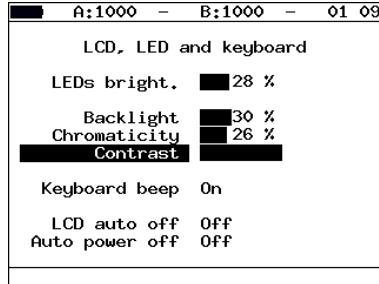 A:1000 – B:1000 – 01 09
LCD, LED and keyboard
LEDs bright. 28 %
Backlight 30 %
Chromaticity 26 %
Contrast
Keyboard beep On
LCD auto off Off
Auto power off Off